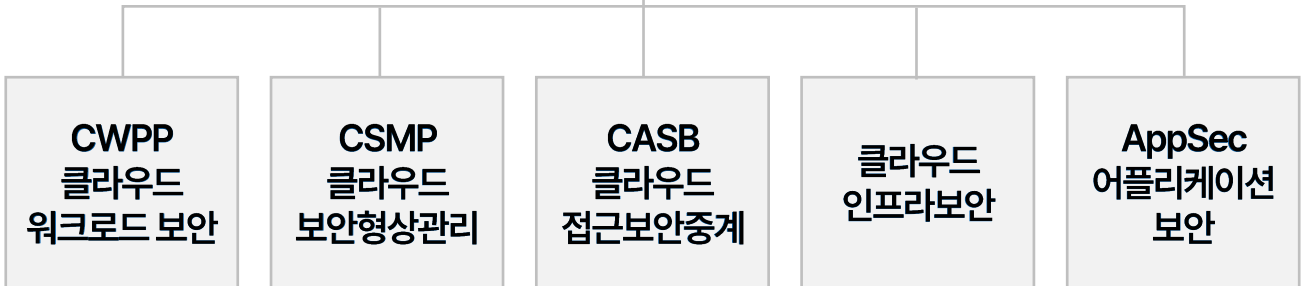 CWPP
클라우드
워크로드 보안
CSMP
클라우드
보안형상관리
CASB
클라우드
접근보안중계
클라우드
인프라보안
AppSec
어플리케이션
보안